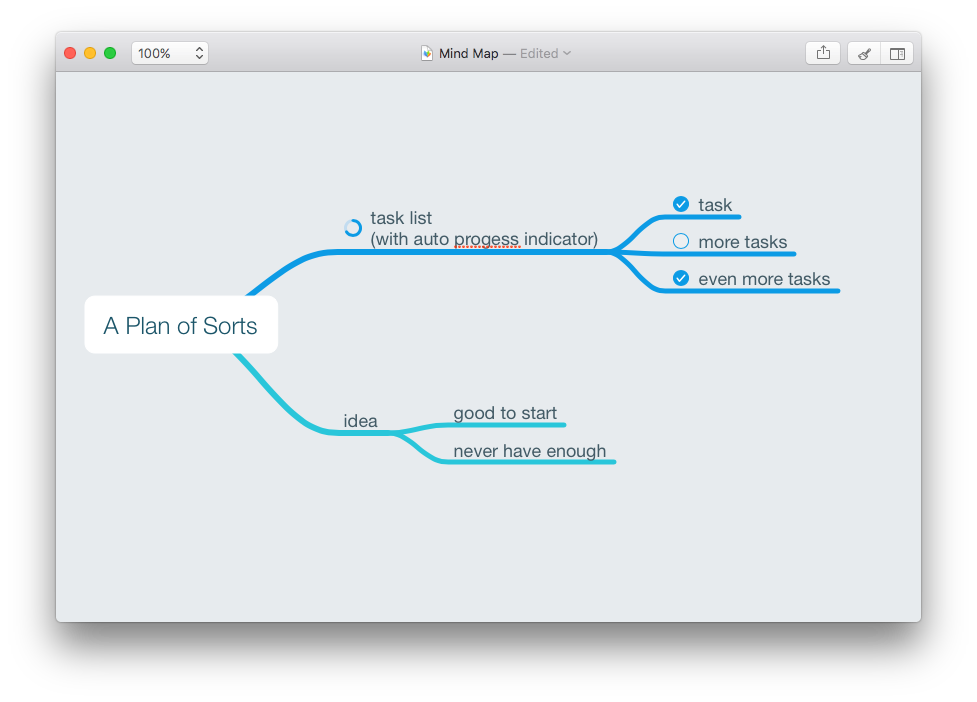 100%
Mind Map — Edited
task list
(with auto progess indicator)
task
more tasks
even more tasks
A Plan of Sorts
idea
good to start
never have enough